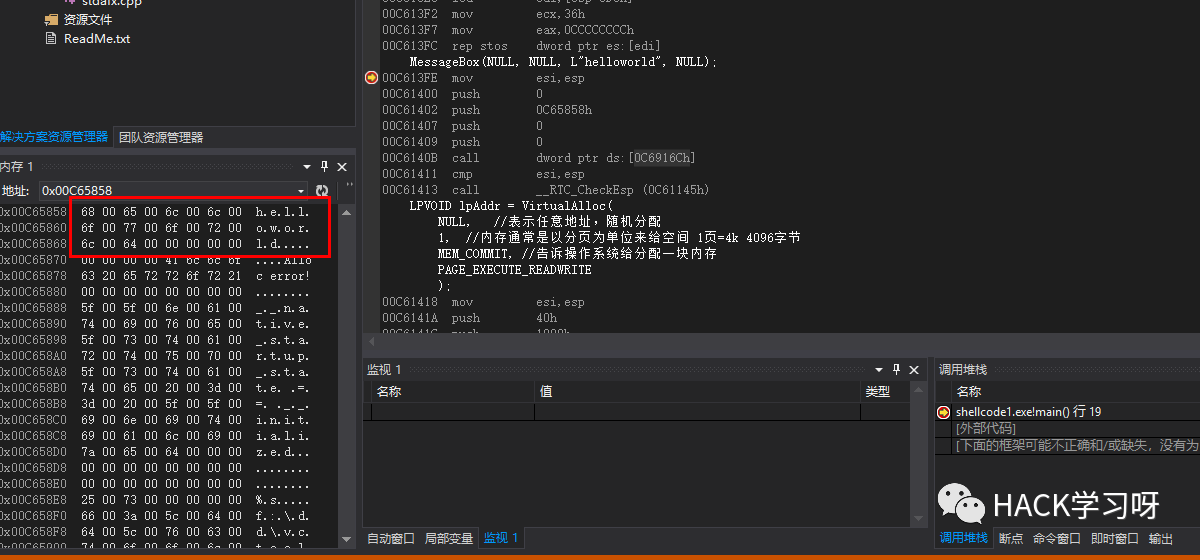 stdafx.cpp
资源文件
ReadMe.txt
解决方案资源管理器 团队资源管理器
00C613F2 mov ecx,36h
00C613F7 mov eax,0CCCCCCCCh
00C613FC rep stos dword ptr es:[edi]
MessageBox(NULL, NULL, L"helloworld", NULL);
00C613FE mov esi,esp
00C61400 push 0
00C61402 push 0C65858h
00C61407 push 0
00C61409 push 0
00C6140B call dword ptr ds:[0C6916Ch]
00C61411 cmp esi,esp
00C61413 call __RTC_CheckEsp (0C61145h)
LPVOID lpAddr = VirtualAlloc(
NULL, //表示任意地址，随机分配
1, //内存通常是以分页为单位来给空间 1页=4k 4096字节
MEM_COMMIT, //告诉操作系统给分配一块内存
PAGE_EXECUTE_READWRITE
);
00C61418 mov esi,esp
0C6141A push 40h
内存 1
地址: 0x00C65858
0x00C65858 68 00 65 00 6c 00 6c 00 h.e.l.l.
0x00C65860 6f 00 77 00 6f 00 72 00 o.w.o.r.
0x00C65868 6c 00 64 00 00 00 00 00 l.d.....
0x00C65870 00 00 00 00 41 6c 6c 6f ....Allo
0x00C65878 63 20 65 72 72 6f 72 21 c error!
0x00C65880 00 00 00 00 00 00 00 00 ........
0x00C65888 5f 00 5f 00 6e 00 61 00 _._.n.a.
0x00C65890 74 00 69 00 76 00 65 00 t.i.v.e.
0x00C65898 5f 00 73 00 74 00 61 00 _.s.t.a.
0x00C658A0 72 00 74 00 75 00 70 00 r.t.u.p.
0x00C658A8 5f 00 73 00 74 00 61 00 _.s.t.a.
0x00C658B0 74 00 65 00 20 00 3d 00 t.e. .=.
0x00C658B8 3d 00 20 00 5f 00 5f 00 =. ._._.
0x00C658C0 69 00 6e 00 69 00 74 00 i.n.i.t.
0x00C658C8 69 00 61 00 6c 00 69 00 i.a.l.i.
0x00C658D0 7a 00 65 00 64 00 00 00 z.e.d...
0x00C658D8 00 00 00 00 00 00 00 00 ........
0x00C658E0 00 00 00 00 00 00 00 00 ........
0x00C658E8 25 00 73 00 00 00 00 00 %.s.....
0x00C658F0 66 00 3a 00 5c 00 64 00 f.:.\.d.
0x00C658F8 64 00 5c 00 76 00 63 00 d.\.v.c.
监视 1
名称 值 类型
自动窗口 局部变量 监视 1
调用堆栈
名称
shellcode1.exe!main() 行 19
[外部代码]
[下面的框架可能不正确和/或缺失，没有为
HACK学习呀
调用堆栈 断点 命令窗口 即时窗口 输出